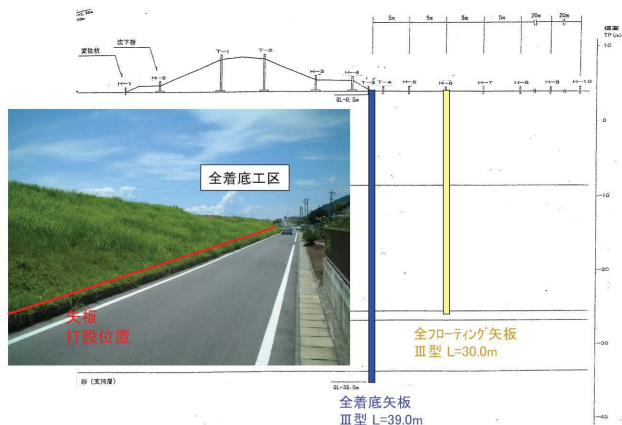 5m
5m
5m
5m
20m
20m
標高
TP(m)
沈下板
変位杭
T-1
T-2
H-1
H-2
H-3
H-4
T-3
T-4
H-5
H-6
H-7
H-8
H-9
H-10
10
GL-0.5m
0
-10
全着底工区
-20
矢板
打設位置
全フローティング矢板
Ⅲ型 L=30.0m
-30
砂(支持層)
GL-39.0m
全着底矢板
Ⅲ型 L=39.0m
-40